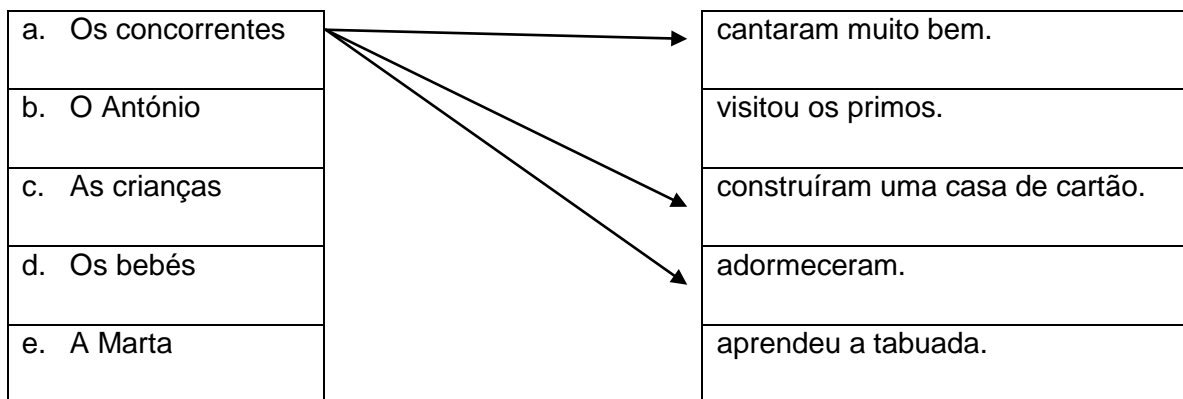 a. Os concorrentes
cantaram muito bem.
b. O António
visitou os primos.
c. As crianças
construíram uma casa de cartão.
d. Os bebés
adormeceram.
e. A Marta
aprendeu a tabuada.